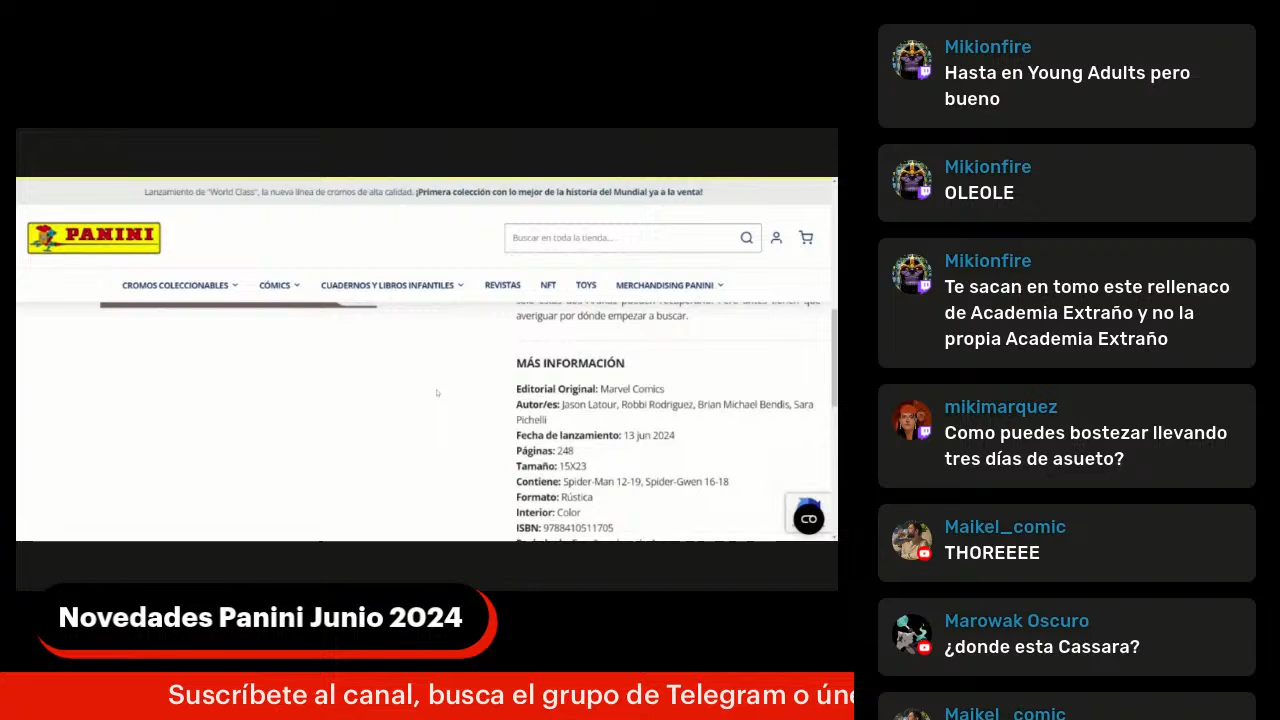 Lanzamiento de "World Class", la nueva línea de cromos de alta calidad. ¡Primera colección con lo mejor de la historia del Mundial ya a la venta!
PANINI
Buscar en toda la tienda...
CROMOS COLECCIONABLES CÓMICS CUADERNOS Y LIBROS INFANTILES REVISTAS NFT TOYS MERCHANDISING PANINI
averiguar por dónde empezar a buscar.
MÁS INFORMACIÓN
Editorial Original: Marvel Comics
Autor/es: Jason Latour, Robbi Rodriguez, Brian Michael Bendis, Sara
Pichelli
Fecha de lanzamiento: 13 jun 2024
Páginas: 248
Tamaño: 15X23
Contiene: Spider-Man 12-19, Spider-Gwen 16-18
Formato: Rústica
Interior: Color
ISBN: 9788410511705
Novedades Panini Junio 2024
Suscríbete al canal, busca el grupo de Telegram o
Mikionfire
Hasta en Young Adults pero
bueno
Mikionfire
OLEOLE
Mikionfire
Te sacan en tomo este rellenaco
de Academia Extraño y no la
propia Academia Extraño
mikimarquez
Como puedes bostezar llevando
tres días de asueto?
Maikel_comic
THOREEEE
Marowak Oscuro
¿donde esta Cassara?
Maikel_comic